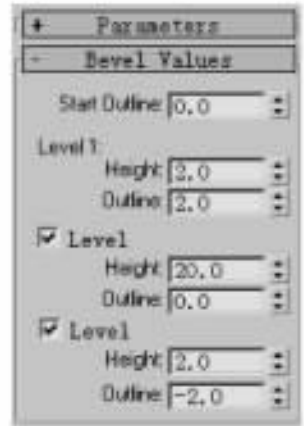 + Parameters
- Bevel Values
Start Outline: 0.0
Level 1:
Height: 2.0
Outline: 2.0
Level
Height: 20.0
Outline: 0.0
Level
Height: 2.0
Outline: -2.0